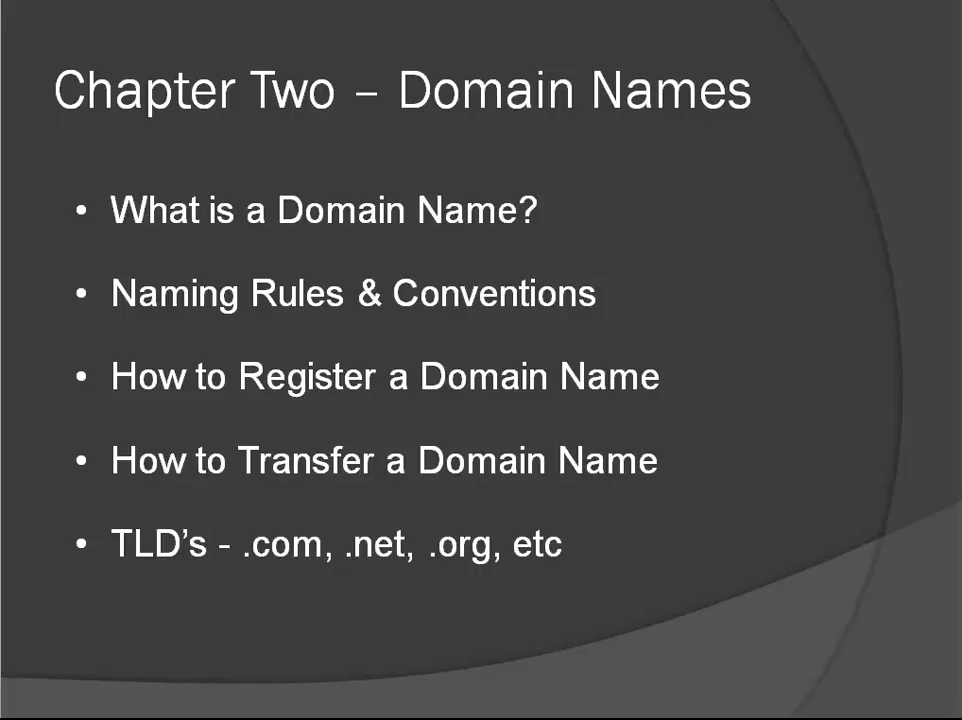 Chapter Two – Domain Names
• What is a Domain Name?
• Naming Rules & Conventions
• How to Register a Domain Name
• How to Transfer a Domain Name
• TLD’s - .com, .net, .org, etc